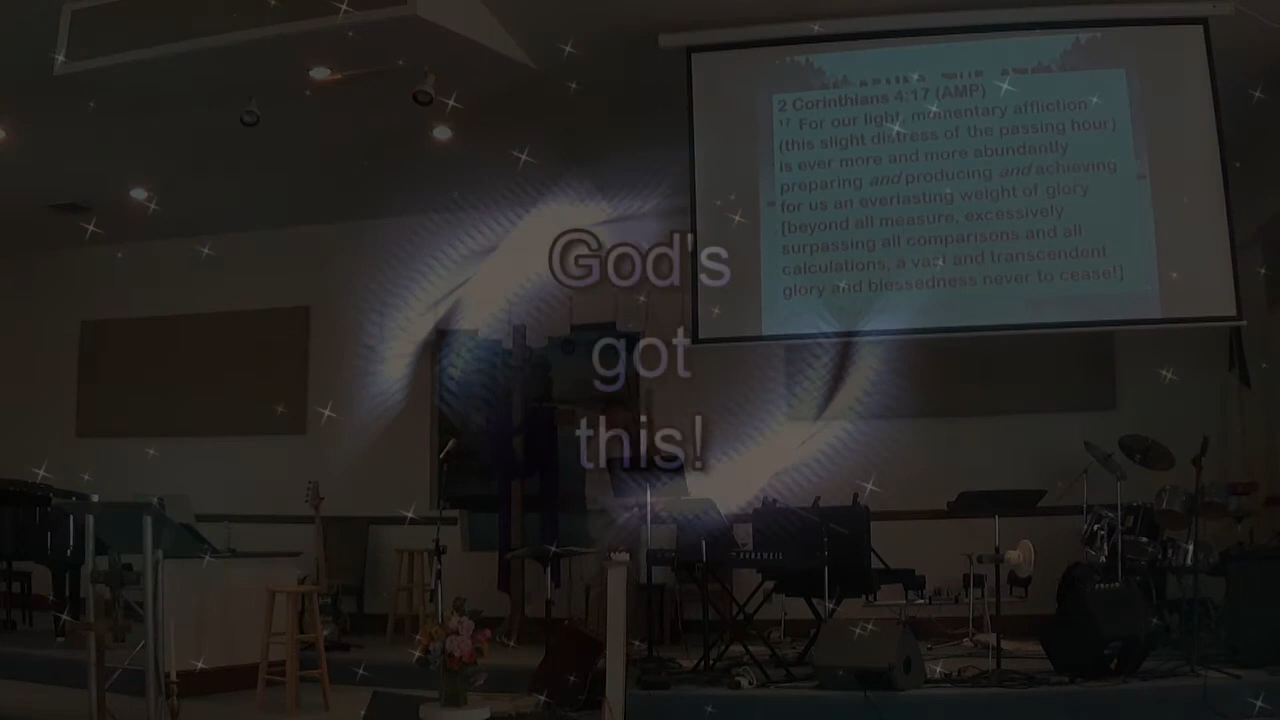 2 Corinthians 4:17 (AMP)
17 For our light, momentary affliction
(this slight distress of the passing hour)
is ever more and more abundantly
preparing and producing and achieving
for us an everlasting weight of glory
[beyond all measure, excessively
surpassing all comparisons and all
calculations, a vast and transcendent
glory and blessedness never to cease!]
God's
got
this!
KURZWEIL